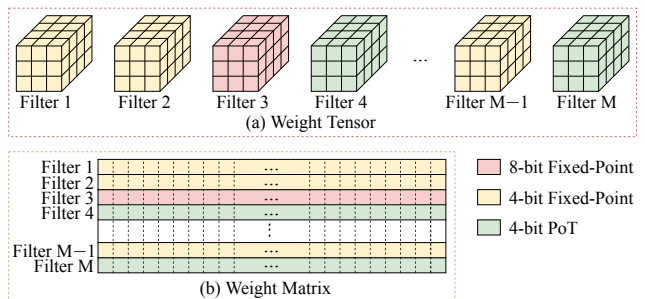 Filter 1 Filter 2 Filter 3 Filter 4 ... Filter M−1 Filter M
(a) Weight Tensor
Filter 1 ...
Filter 2 ...
Filter 3 ...
Filter 4 ...
⋮
Filter M−1 ...
Filter M ...
(b) Weight Matrix
8-bit Fixed-Point
4-bit Fixed-Point
4-bit PoT